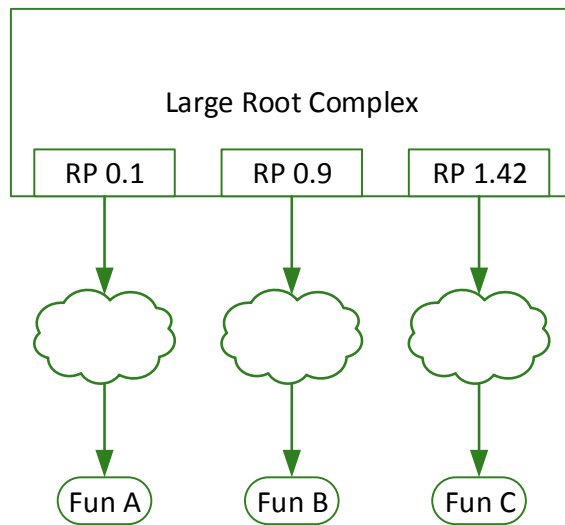 Large Root Complex
RP 0.1
RP 0.9
RP 1.42
Fun A
Fun B
Fun C